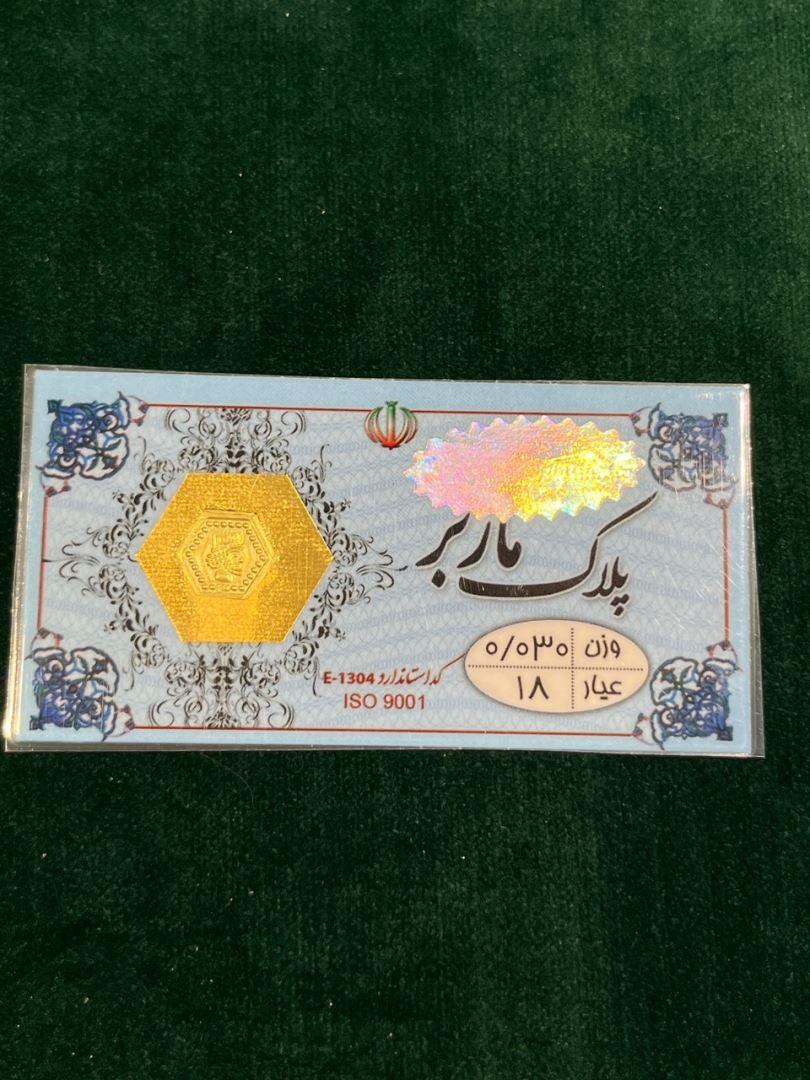 پلاک ماربر
وزن ۰/۰۳۰
عیار ۱۸
کد استاندارد E-1304
ISO 9001